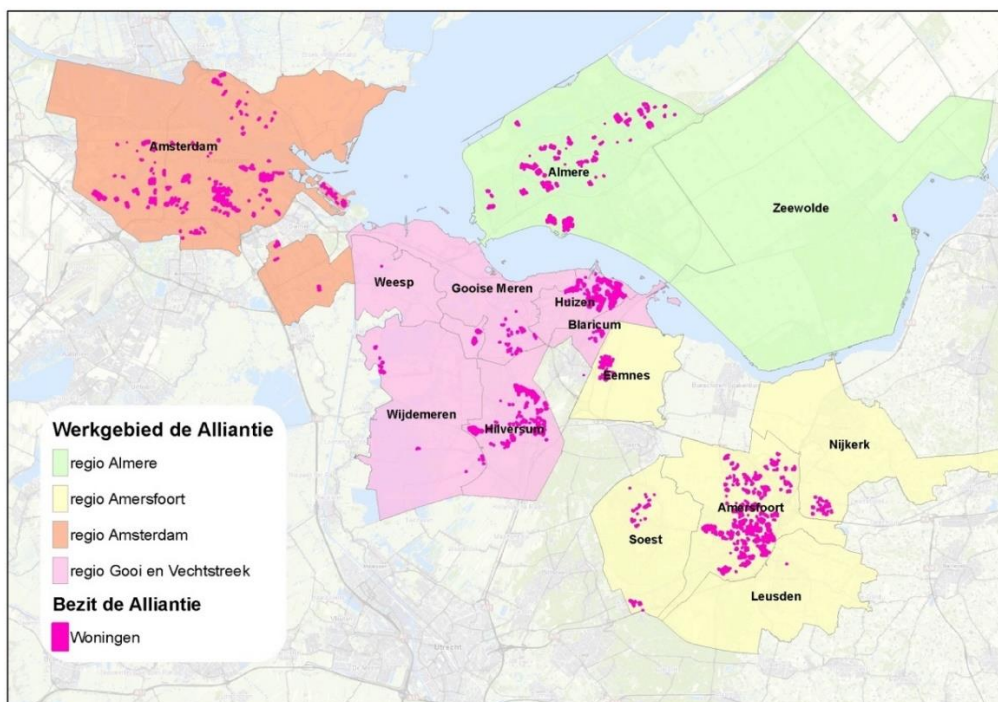 Amsterdam
Almere
Zeewolde
Weesp
Gooise Meren
Huizen
Blaricum
Eemnes
Wijdemeren
Hilversum
Nijkerk
Amersfoort
Soest
Leusden
Utrecht
Werkgebied de Alliantie
regio Almere
regio Amersfoort
regio Amsterdam
regio Gooi en Vechtstreek
Bezit de Alliantie
Woningen